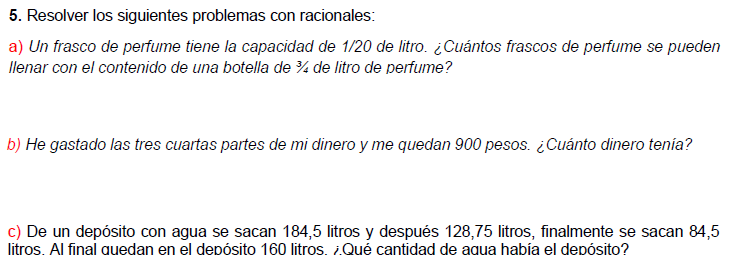 5. Resolver los siguientes problemas con racionales:
a) Un frasco de perfume tiene la capacidad de 1/20 de litro. ¿Cuántos frascos de perfume se pueden
llenar con el contenido de una botella de ¾ de litro de perfume?
b) He gastado las tres cuartas partes de mi dinero y me quedan 900 pesos. ¿Cuánto dinero tenía?
c) De un depósito con agua se sacan 184,5 litros y después 128,75 litros, finalmente se sacan 84,5
litros. Al final quedan en el depósito 160 litros. ¿Qué cantidad de agua había el depósito?